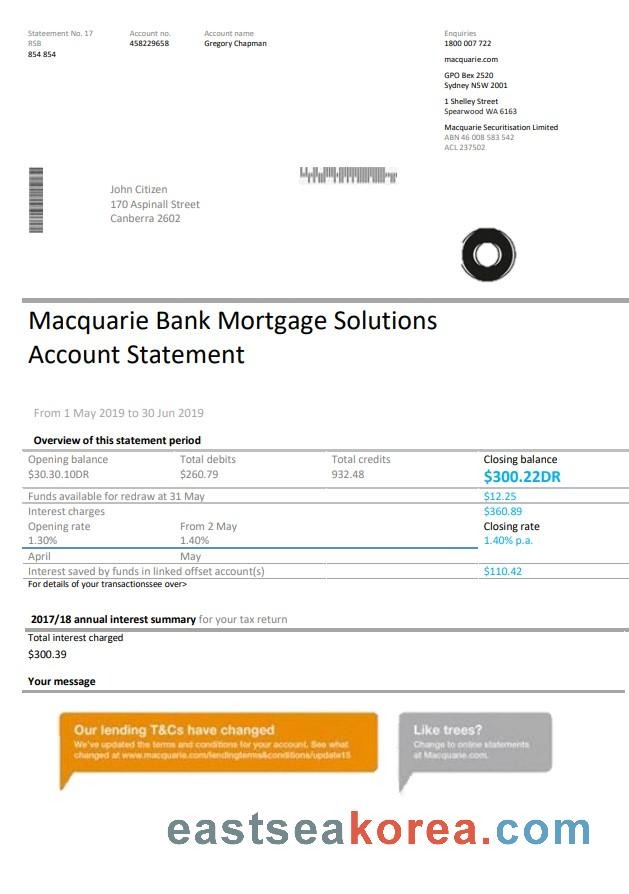 Stateement No. 17
RSB
854 854
Account no.
458229658
Account name
Gregory Chapman
Enquiries
1800 007 722
macquarie.com
GPO Bex 2520
Sydney NSW 2001
1 Shelley Street
Spearwood WA 6163
Macquarie Securitisation Limited
ABN 46 008 583 542
ACL 237502
John Citizen
170 Aspinall Street
Canberra 2602
Macquarie Bank Mortgage Solutions
Account Statement
From 1 May 2019 to 30 Jun 2019
Overview of this statement period
Opening balance Total debits Total credits Closing balance
$30.30.10DR $260.79 932.48 $300.22DR
Funds available for redraw at 31 May $12.25
Interest charges $360.89
Opening rate From 2 May Closing rate
1.30% 1.40% 1.40% p.a.
April May
Interest saved by funds in linked offset account(s) $110.42
For details of your transactionssee over>
2017/18 annual interest summary for your tax return
Total interest charged
$300.39
Your message
Our lending T&Cs have changed
We've updated the terms and conditions for your account. See what
changed at www.macquarie.com/lendingterms&conditions/update15
Like trees?
Change to online statements
at Macquarie.com.
eastseakorea.com